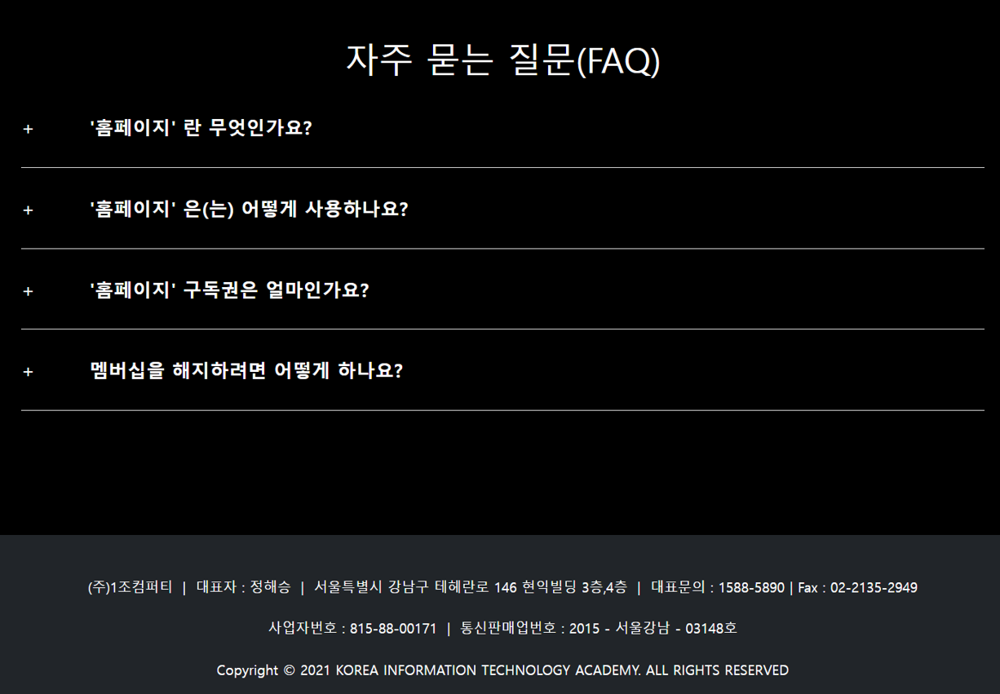 자주 묻는 질문(FAQ)
+ '홈페이지' 란 무엇인가요?
+ '홈페이지' 은(는) 어떻게 사용하나요?
+ '홈페이지' 구독권은 얼마인가요?
+ 멤버십을 해지하려면 어떻게 하나요?
(주)1조컴퍼티 | 대표자 : 정해승 | 서울특별시 강남구 테헤란로 146 현익빌딩 3층,4층 | 대표문의 : 1588-5890 | Fax : 02-2135-2949
사업자번호 : 815-88-00171 | 통신판매업번호 : 2015 - 서울강남 - 03148호
Copyright © 2021 KOREA INFORMATION TECHNOLOGY ACADEMY. ALL RIGHTS RESERVED